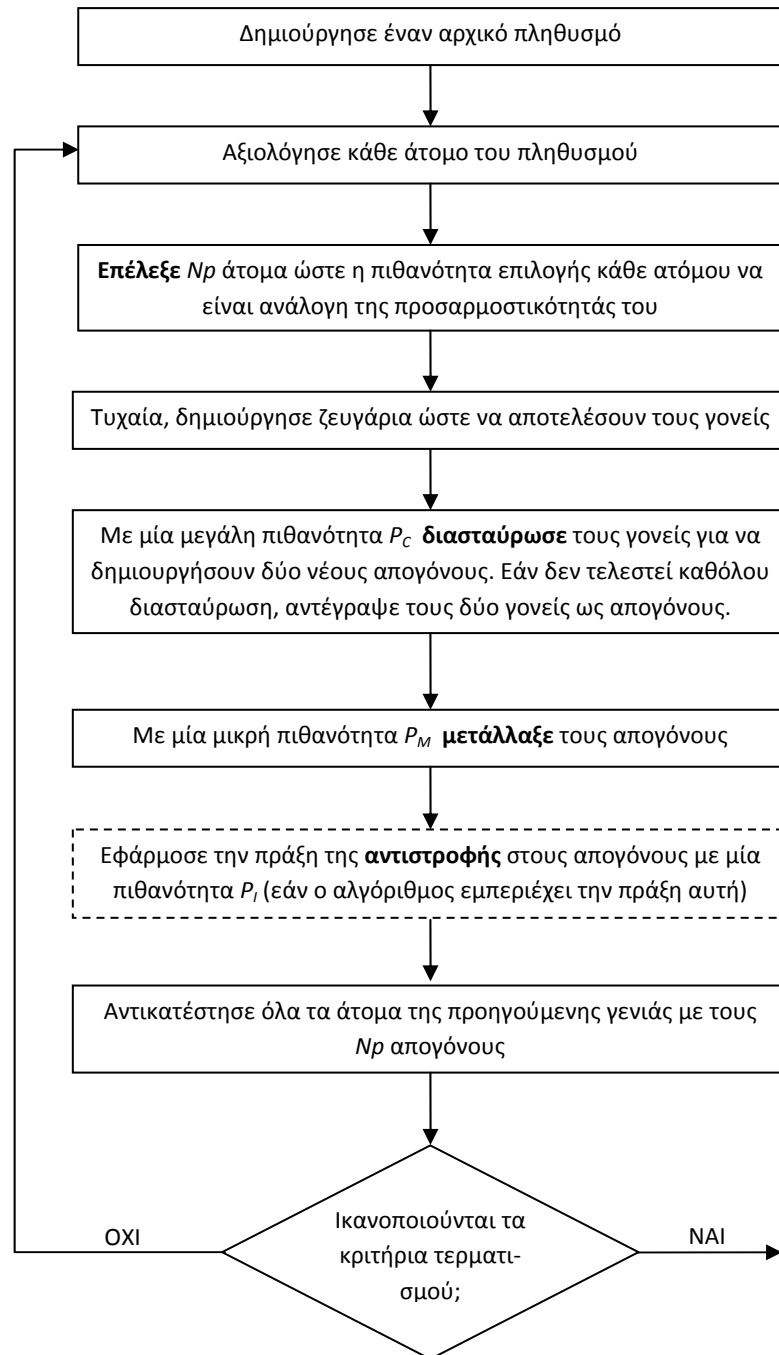 Δημιούργησε έναν αρχικό πληθυσμό
Αξιολόγησε κάθε άτομο του πληθυσμού
Επέλεξε Np άτομα ώστε η πιθανότητα επιλογής κάθε ατόμου να
είναι ανάλογη της προσαρμοστικότητάς του
Τυχαία, δημιούργησε ζευγάρια ώστε να αποτελέσουν τους γονείς
Με μία μεγάλη πιθανότητα P_C διασταύρωσε τους γονείς για να
δημιουργήσουν δύο νέους απογόνους. Εάν δεν τελεστεί καθόλου
διασταύρωση, αντέγραψε τους δύο γονείς ως απογόνους.
Με μία μικρή πιθανότητα P_M μετάλλαξε τους απογόνους
Εφάρμοσε την πράξη της αντιστροφής στους απογόνους με μία
πιθανότητα P_I (εάν ο αλγόριθμος εμπεριέχει την πράξη αυτή)
Αντικατέστησε όλα τα άτομα της προηγούμενης γενιάς με τους
Np απογόνους
ΟΧΙ
Ικανοποιούνται τα
κριτήρια τερματι-
σμού;
ΝΑΙ